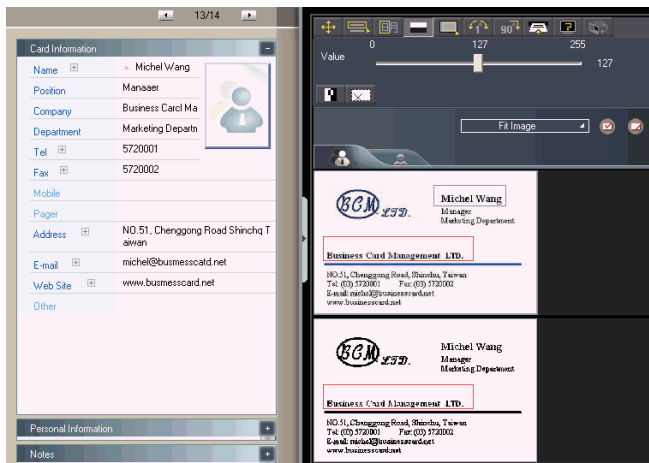 13/14
Card Information
Name Michel Wang
Position Manaaer
Company Business Carcl Ma
Department Marketing Departn
Tel 5720001
Fax 5720002
Mobile
Pager
Address NO.51, Chenggong Road Shinchq T
aiwan
E-mail michel@busmesscatd.net
Web Site www.busmesscard.net
Other
Personal Information
Notes
1°
90°
Value
0 127 255
127
Fit Image
BCM LTD.
Michel Wang
Manager
Marketing Department
Business Card Management LTD.
NO.51, Chenggong Road, Shinchu, Taiwan
Tel: (03) 5720001 Fax: (03) 5720002
E-mail: michel@businesscard.net
www.businesscard.net
BCM LTD.
Michel Wang
Manager
Marketing Department
Business Card Management LTD.
NO.51, Chenggong Road, Shinchu, Taiwan
Tel: (03) 5720001 Fax: (03) 5720002
E-mail: michel@businesscard.net
www.businesscard.net